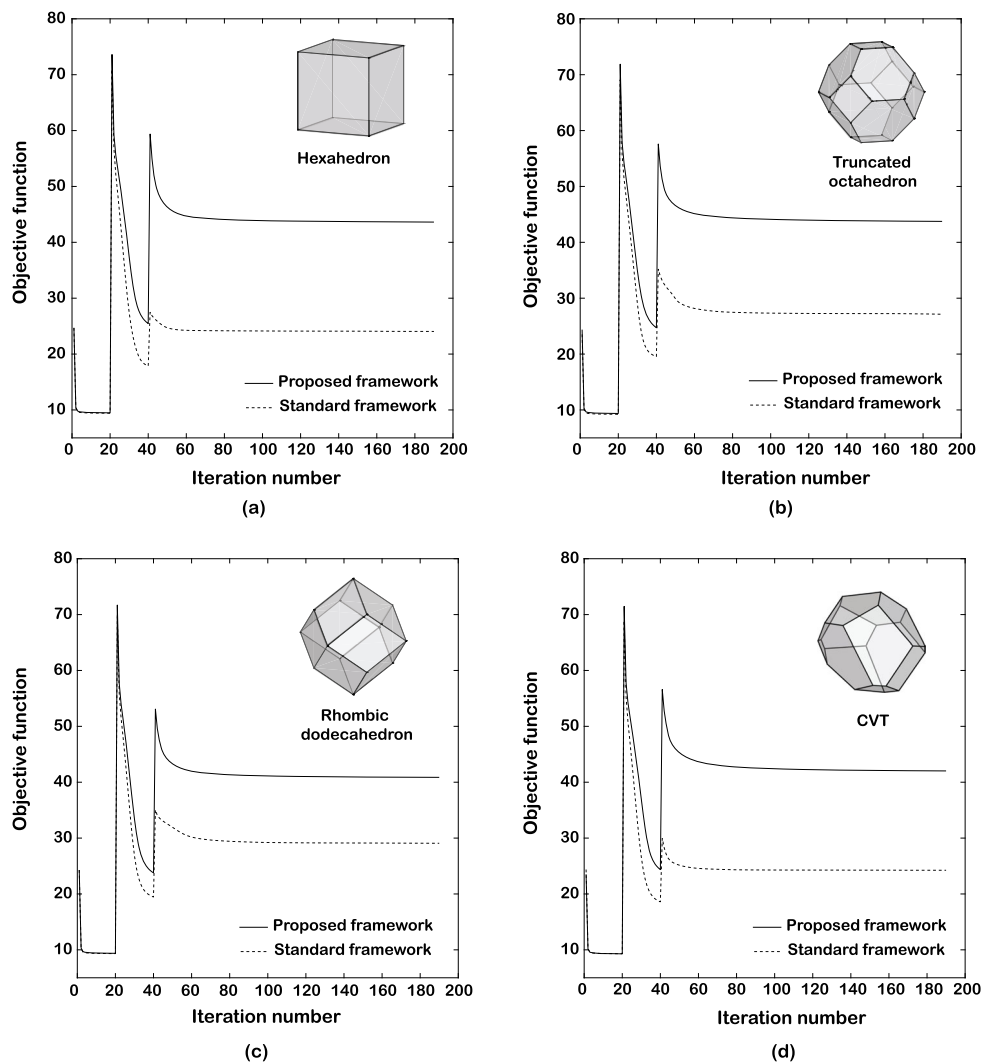 80
70
60
50
40
30
20
10
0 20 40 60 80 100 120 140 160 180 200
Objective function
Iteration number
Hexahedron
Proposed framework
Standard framework
(a)
80
70
60
50
40
30
20
10
0 20 40 60 80 100 120 140 160 180 200
Objective function
Iteration number
Truncated
octahedron
Proposed framework
Standard framework
(b)
80
70
60
50
40
30
20
10
0 20 40 60 80 100 120 140 160 180 200
Objective function
Iteration number
Rhombic
dodecahedron
Proposed framework
Standard framework
(c)
80
70
60
50
40
30
20
10
0 20 40 60 80 100 120 140 160 180 200
Objective function
Iteration number
CVT
Proposed framework
Standard framework
(d)